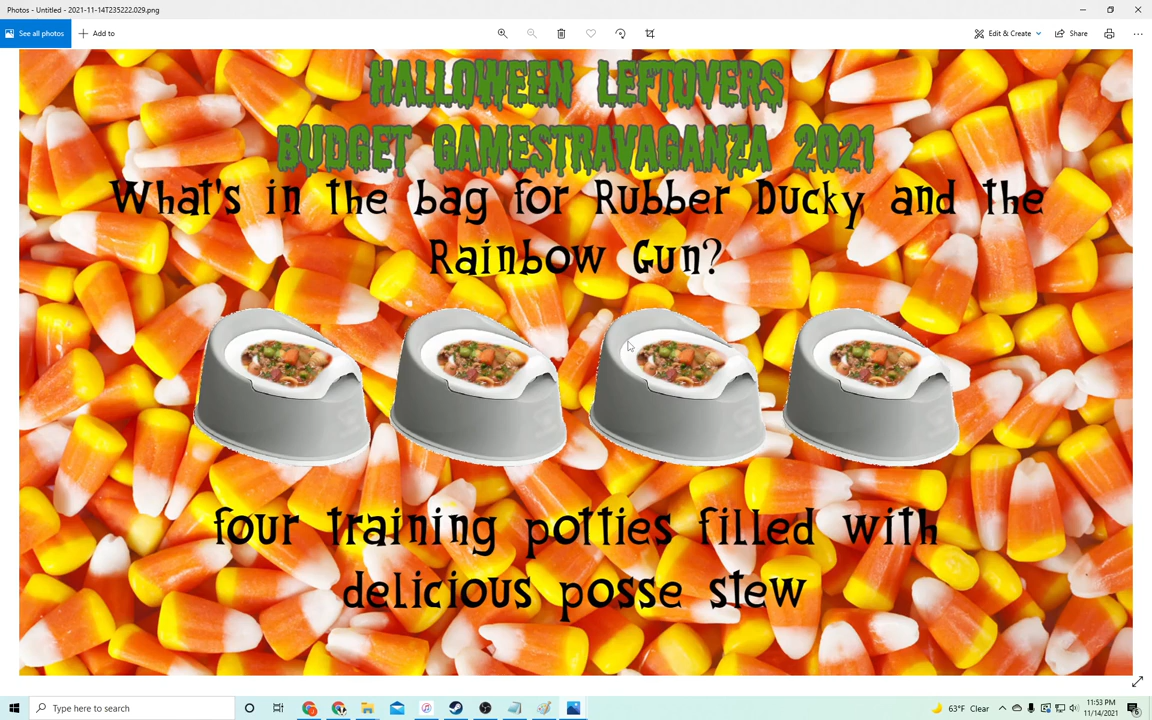 Photos - Untitled - 2021-11-14T235222.029.png
See all photos
Add to
Edit & Create
Share
HALLOWEEN LEFTOVERS
BUDGET GAMESTRAVAGANZA 2021
What's in the bag for Rubber Ducky and the
Rainbow Gun?
four training potties filled with
delicious posse stew
Type here to search
63°F Clear
11:53 PM
11/14/2021